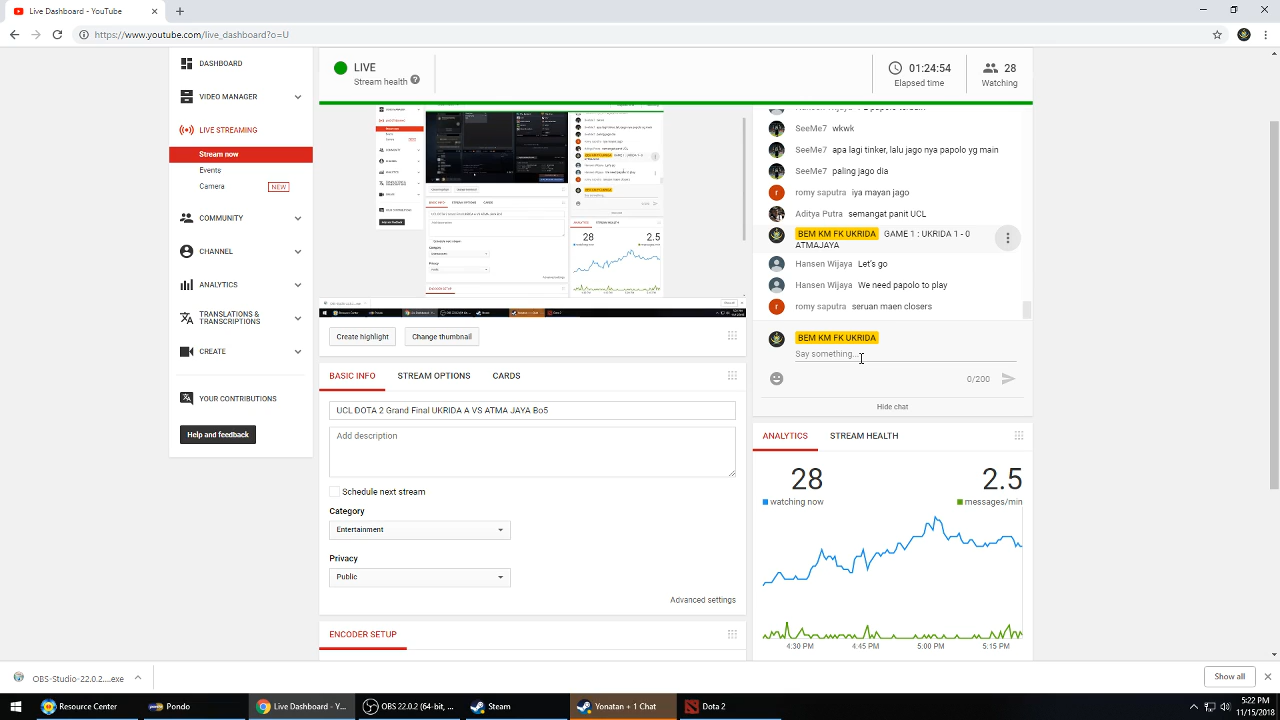 Live Dashboard - YouTube
https://www.youtube.com/live_dashboard?o=U
DASHBOARD
VIDEO MANAGER
LIVE STREAMING
Stream now
Events
Camera
NEW
COMMUNITY
CHANNEL
ANALYTICS
TRANSLATIONS &
TRANSCRIPTIONS
CREATE
YOUR CONTRIBUTIONS
Help and feedback
LIVE
Stream health
01:24:54
Elapsed time
28
Watching
SeeMe7 wkwk
SeeMe7 apa lagi tinker lalu jago nya papolo yg main
SeeMe7 paling jago dia
romy saputra iya mayan jago
Aditya Putra semangat panit UCL
BEM KM FK UKRIDA GAME 1 : UKRIDA 1 - 0
ATMAJAYA
Hansen Wijaya Let's go
Hansen Wijaya We need papolo to play
romy saputra seruan maen closers
BEM KM FK UKRIDA
Say something...
0/200
Hide chat
Create highlight
Change thumbnail
BASIC INFO
STREAM OPTIONS
CARDS
UCL DOTA 2 Grand Final UKRIDA A VS ATMA JAYA Bo5
Add description
Schedule next stream
Category
Entertainment
Privacy
Public
Advanced settings
ENCODER SETUP
ANALYTICS
STREAM HEALTH
28
watching now
2.5
messages/min
4:30 PM
4:45 PM
5:00 PM
5:15 PM
OBS-Studio-22.0.2....exe
Show all
Resource Center
Pondo
Live Dashboard - Y...
OBS 22.0.2 (64-bit, ...
Steam
Yonatan + 1 Chat
Dota 2
5:22 PM
11/15/2018